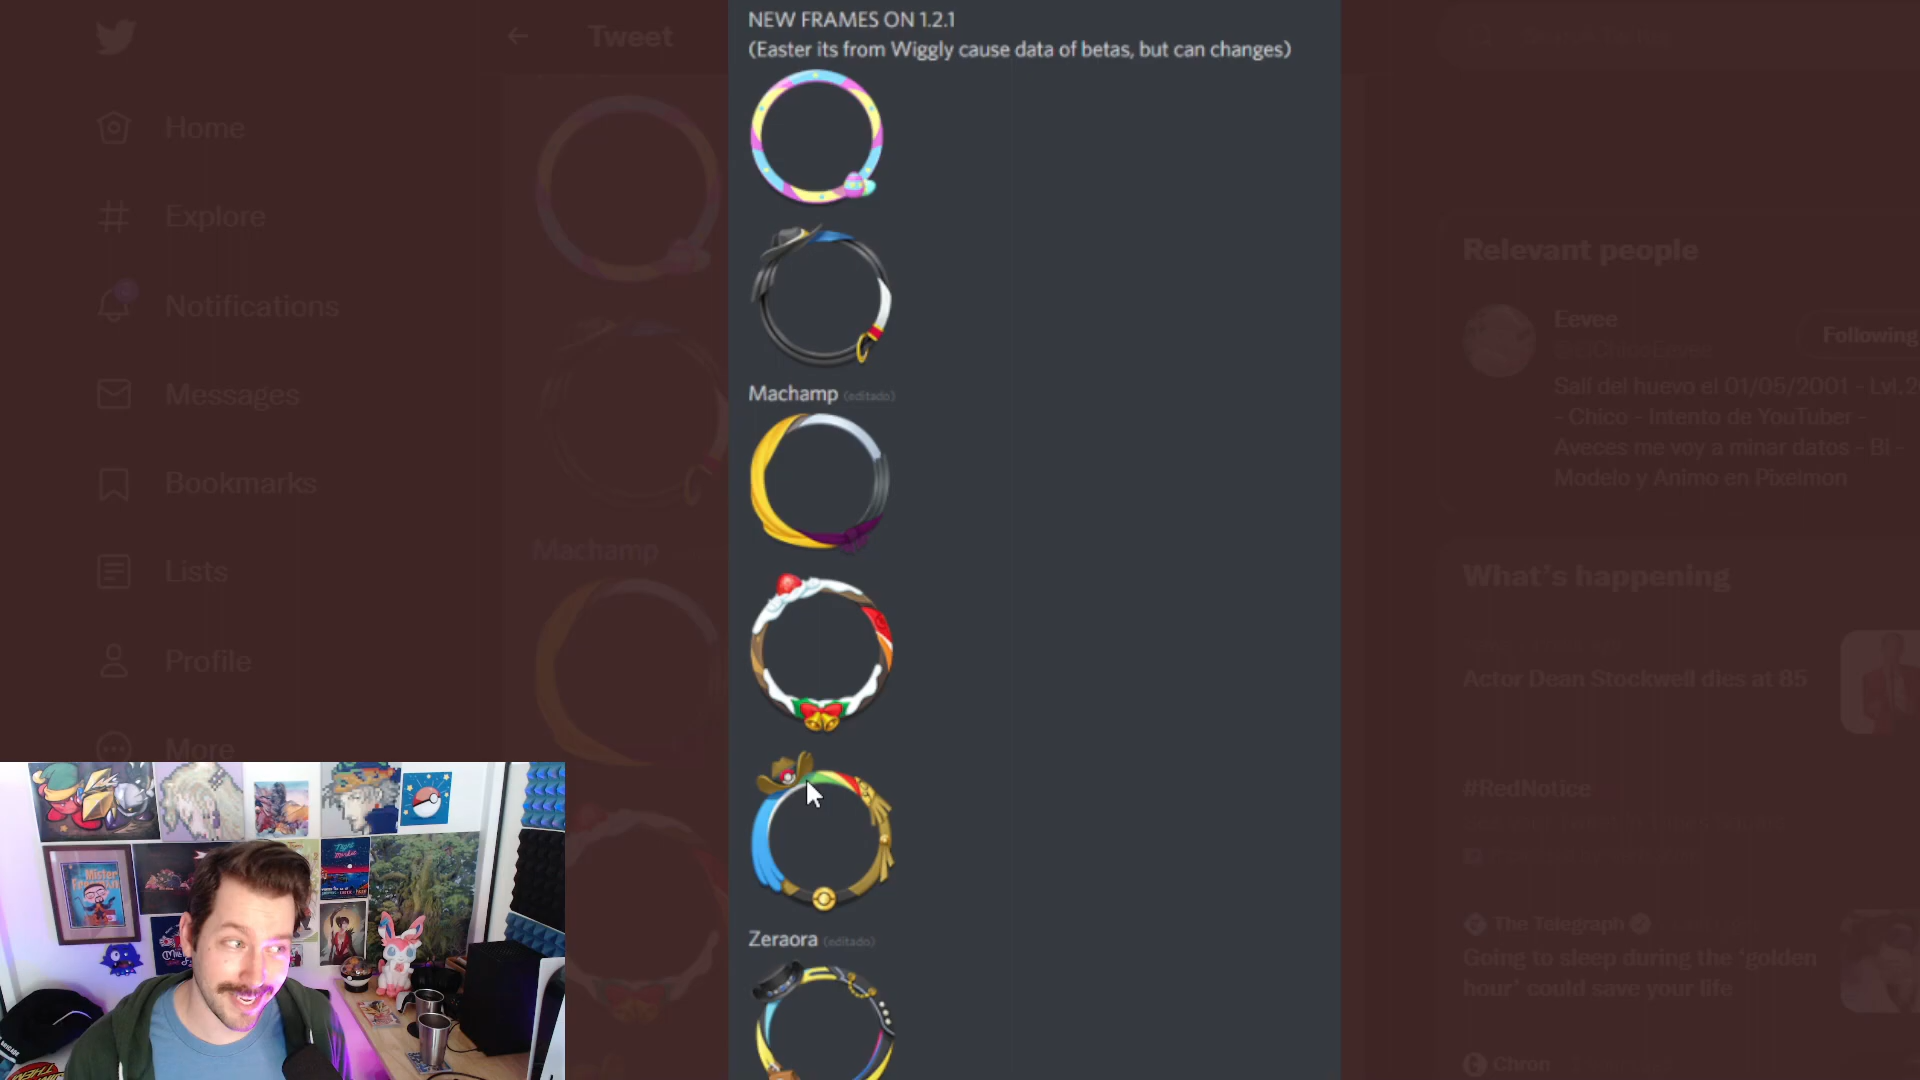 NEW FRAMES ON 1.2.1
(Easter its from Wiggly cause data of betas, but can changes)
Machamp (editado)
Zeraora (editado)
Tweet
Machamp
Home
Explore
Notifications
Messages
Bookmarks
Lists
Profile
More
Relevant people
Eevee
Following
Salí del huevo el 01/05/2001 - Lvl.2
- Chico - Intento de YouTuber -
Aveces me voy a minar datos - Bi -
Modelo y Animo en Pixelmon
What's happening
Actor Dean Stockwell dies at 85
#RedNotice
The Telegraph
Going to sleep during the 'golden
hour' could save your life
Chron
Mister